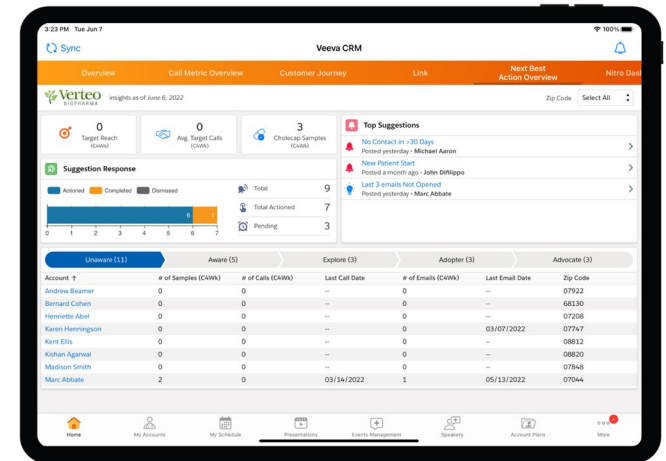 3:23 PM Tue Jun 7
100%
Sync
Veeva CRM
Overview
Call Metric Overview
Customer Journey
Link
Next Best
Action Overview
Nitro Dash
Verteo
BIOPHARMA
insights as of June 6, 2022
Zip Code
Select All
0
Target Reach
(C4Wk)
0
Avg. Target Calls
(C4Wk)
3
Cholecap Samples
(C4Wk)
Top Suggestions
No Contact in >30 Days
Posted yesterday - Michael Aaron
New Patient Start
Posted a month ago - John Difilippo
Last 3 emails Not Opened
Posted yesterday - Marc Abbate
Suggestion Response
Actioned Completed Dismissed
6 1
0 1 2 3 4 5 6 7
Total 9
Total Actioned 7
Pending 3
Unaware (11) Aware (5) Explore (3) Adopter (3) Advocate (3)
Account ↑ # of Samples (C4Wk) # of Calls (C4Wk) Last Call Date # of Emails (C4Wk) Last Email Date Zip Code
Andrew Beamer 0 0 -- 0 -- 07922
Bernard Cohen 0 0 -- 0 -- 68130
Henriette Abel 0 0 -- 0 -- 07208
Karen Henningson 0 0 -- 0 03/07/2022 07747
Kent Ellis 0 0 -- 0 -- 08812
Kishan Agarwal 0 0 -- 0 -- 08820
Madison Smith 0 0 -- 0 -- 07848
Marc Abbate 2 0 03/14/2022 1 05/13/2022 07044
Home
My Accounts
My Schedule
Presentations
Events Management
Speakers
Account Plans
More